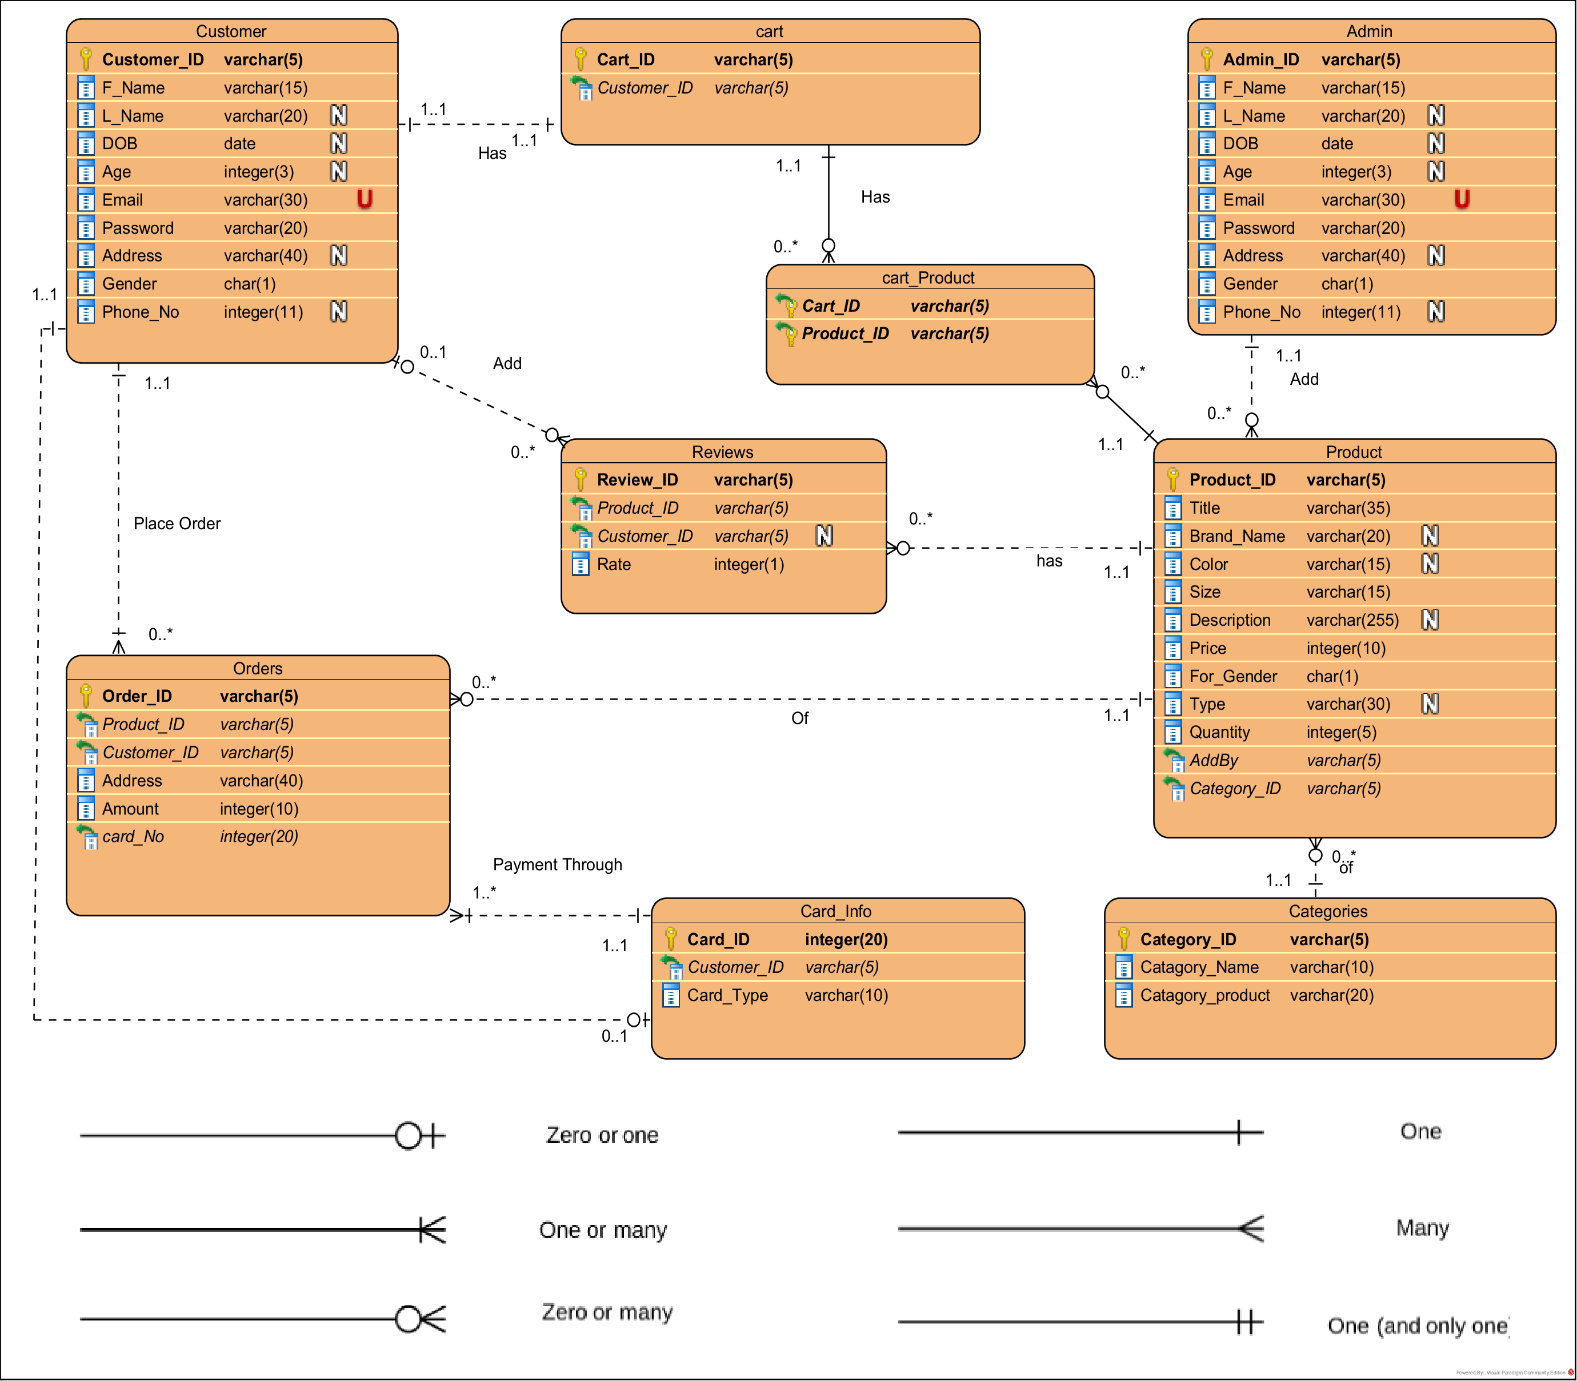 Customer
Customer_ID varchar(5)
F_Name varchar(15)
L_Name varchar(20) N
DOB date N
Age integer(3) N
Email varchar(30) U
Password varchar(20)
Address varchar(40) N
Gender char(1)
Phone_No integer(11) N
cart
Cart_ID varchar(5)
Customer_ID varchar(5)
Admin
Admin_ID varchar(5)
F_Name varchar(15)
L_Name varchar(20) N
DOB date N
Age integer(3) N
Email varchar(30) U
Password varchar(20)
Address varchar(40) N
Gender char(1)
Phone_No integer(11) N
1..1
Has
1..1
1..1
Has
0..*
cart_Product
Cart_ID varchar(5)
Product_ID varchar(5)
1..1
1..1
0..1
Add
0..*
0..*
1..1
1..1
Add
0..*
Place Order
0..*
Reviews
Review_ID varchar(5)
Product_ID varchar(5)
Customer_ID varchar(5) N
Rate integer(1)
0..*
has
1..1
Product
Product_ID varchar(5)
Title varchar(35)
Brand_Name varchar(20) N
Color varchar(15) N
Size varchar(15)
Description varchar(255) N
Price integer(10)
For_Gender char(1)
Type varchar(30) N
Quantity integer(5)
AddBy varchar(5)
Category_ID varchar(5)
Orders
Order_ID varchar(5)
Product_ID varchar(5)
Customer_ID varchar(5)
Address varchar(40)
Amount integer(10)
card_No integer(20)
0..*
Of
1..1
Payment Through
1..*
1..1
0..1
0..*
of
1..1
Card_Info
Card_ID integer(20)
Customer_ID varchar(5)
Card_Type varchar(10)
Categories
Category_ID varchar(5)
Catagory_Name varchar(10)
Catagory_product varchar(20)
Zero or one
One
One or many
Many
Zero or many
One (and only one)
Powered By: Visual Paradigm Community Edition